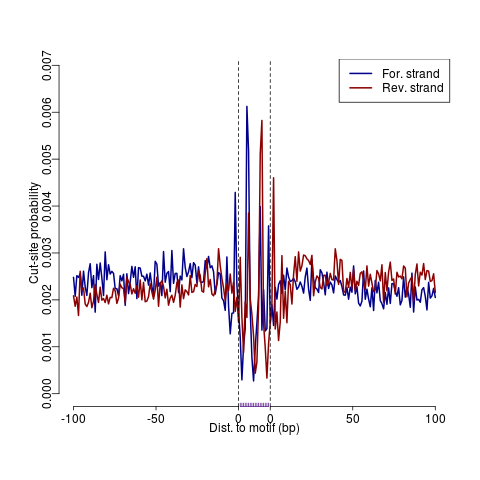 For. strand
Rev. strand
Cut-site probability
0.007
0.006
0.005
0.004
0.003
0.002
0.001
0.000
-100 -50 0 0 50 100
Dist. to motif (bp)